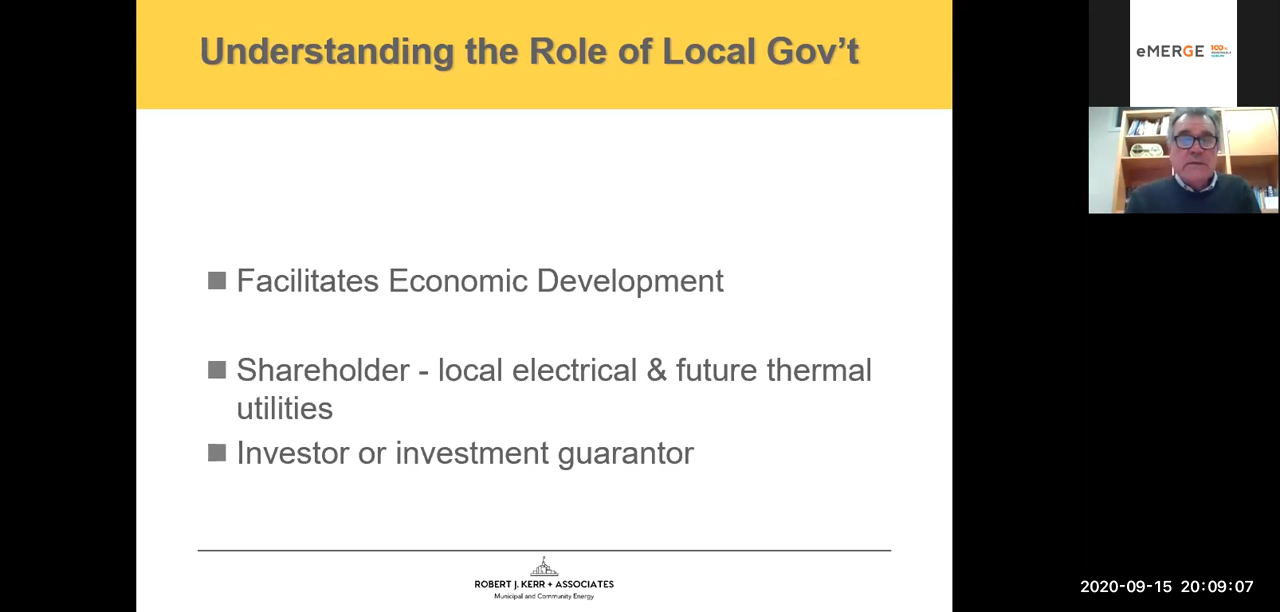 Understanding the Role of Local Gov't
Facilitates Economic Development
Shareholder - local electrical & future thermal
utilities
Investor or investment guarantor
ROBERT J. KERR + ASSOCIATES
Municipal and Community Energy
eMERGE 100%
2020-09-15 20:09:07